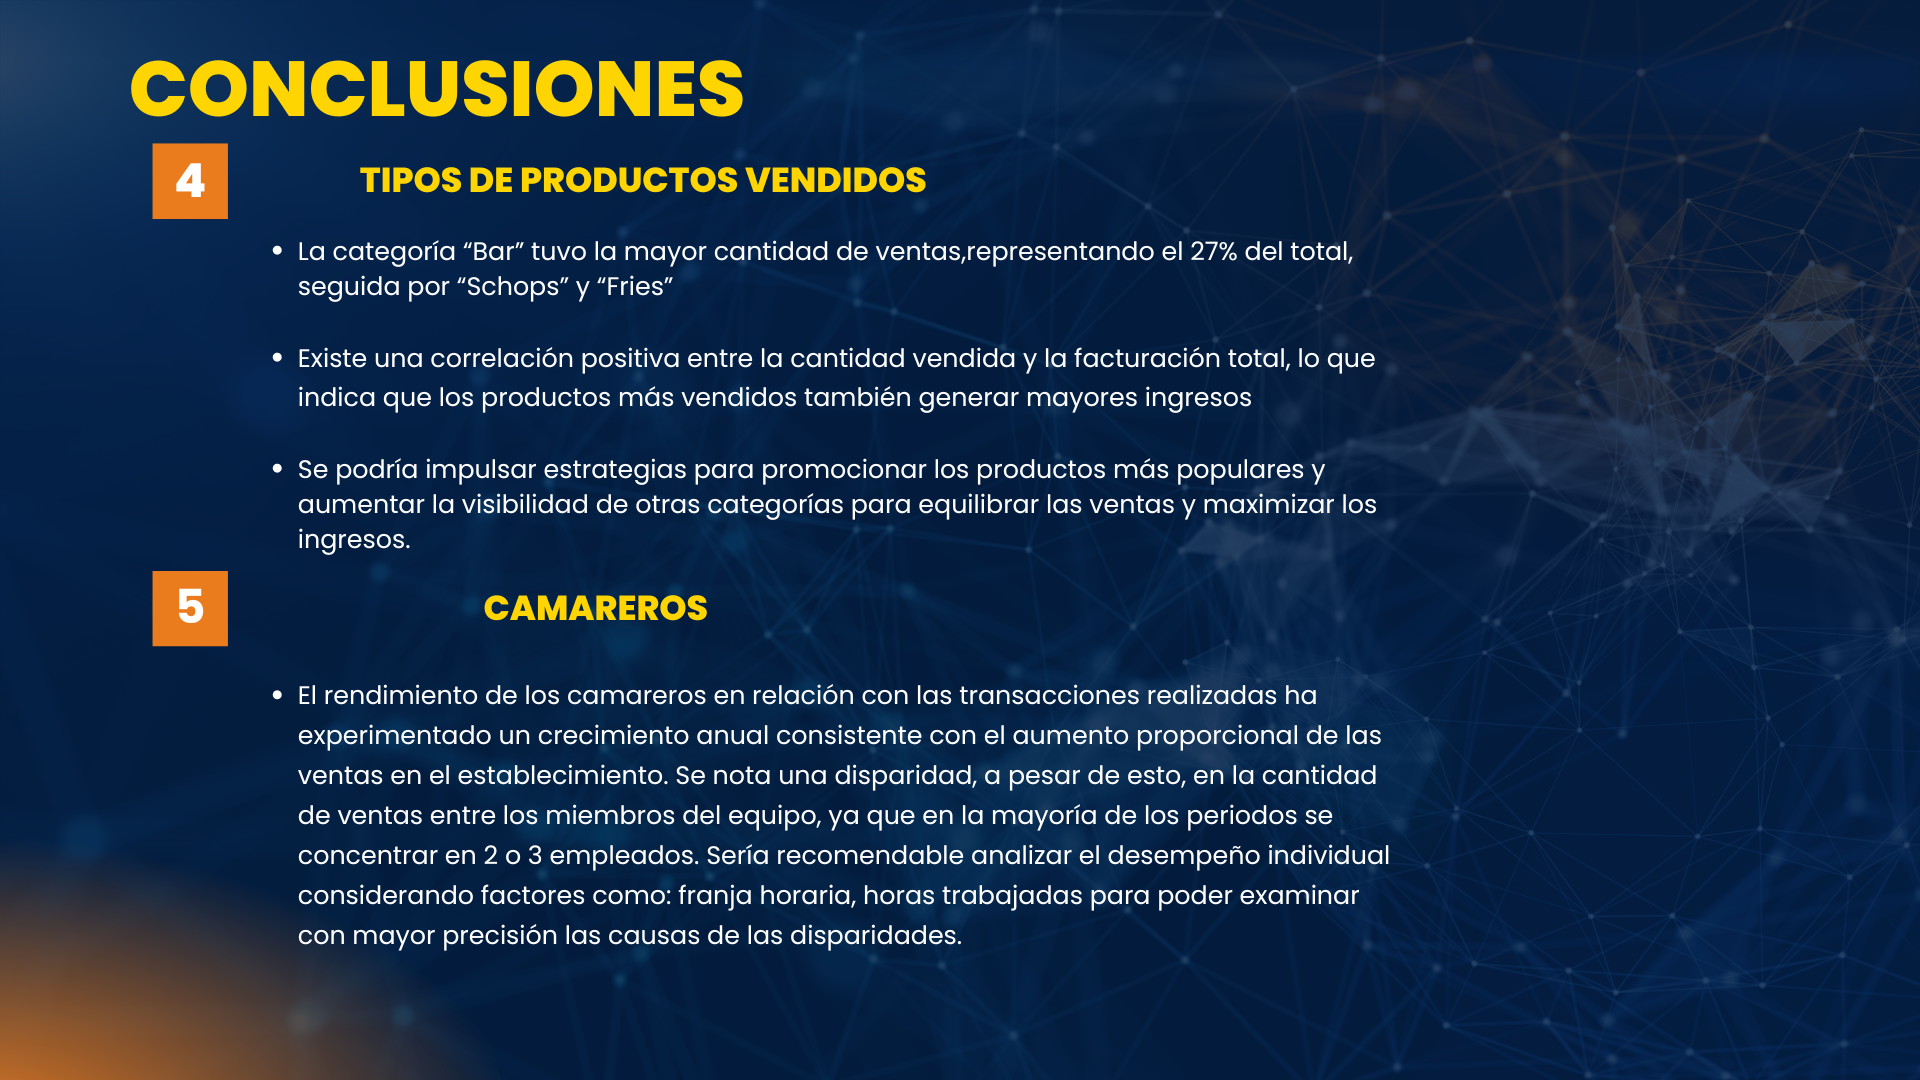 CONCLUSIONES
4
TIPOS DE PRODUCTOS VENDIDOS
• La categoría “Bar” tuvo la mayor cantidad de ventas,representando el 27% del total,
seguida por “Schops” y “Fries”
• Existe una correlación positiva entre la cantidad vendida y la facturación total, lo que
indica que los productos más vendidos también generar mayores ingresos
• Se podría impulsar estrategias para promocionar los productos más populares y
aumentar la visibilidad de otras categorías para equilibrar las ventas y maximizar los
ingresos.
5
CAMAREROS
• El rendimiento de los camareros en relación con las transacciones realizadas ha
experimentado un crecimiento anual consistente con el aumento proporcional de las
ventas en el establecimiento. Se nota una disparidad, a pesar de esto, en la cantidad
de ventas entre los miembros del equipo, ya que en la mayoría de los periodos se
concentrar en 2 o 3 empleados. Sería recomendable analizar el desempeño individual
considerando factores como: franja horaria, horas trabajadas para poder examinar
con mayor precisión las causas de las disparidades.